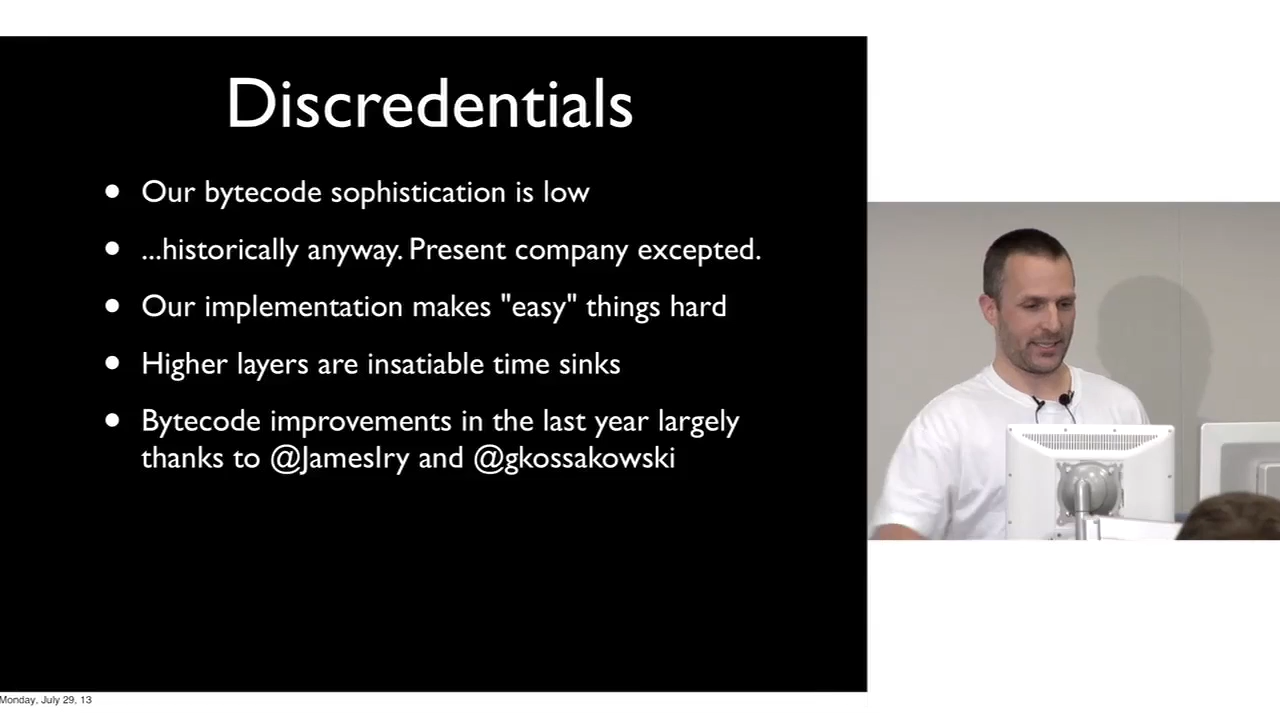 Discredentials
• Our bytecode sophistication is low
• ...historically anyway. Present company excepted.
• Our implementation makes "easy" things hard
• Higher layers are insatiable time sinks
• Bytecode improvements in the last year largely
thanks to @JamesIry and @gkossakowski
Monday, July 29, 13